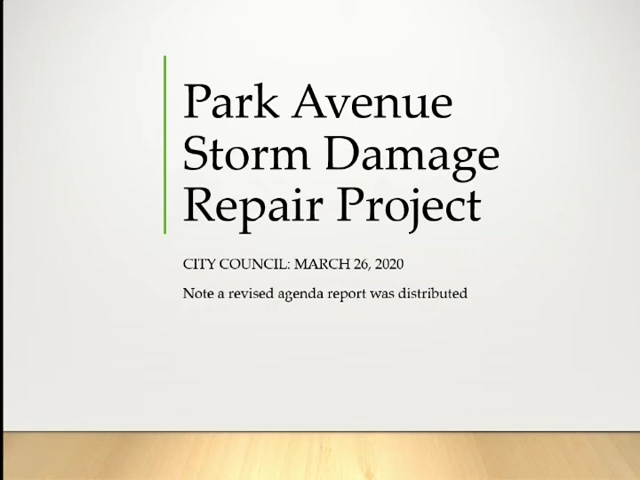 Park Avenue
Storm Damage
Repair Project
CITY COUNCIL: MARCH 26, 2020
Note a revised agenda report was distributed